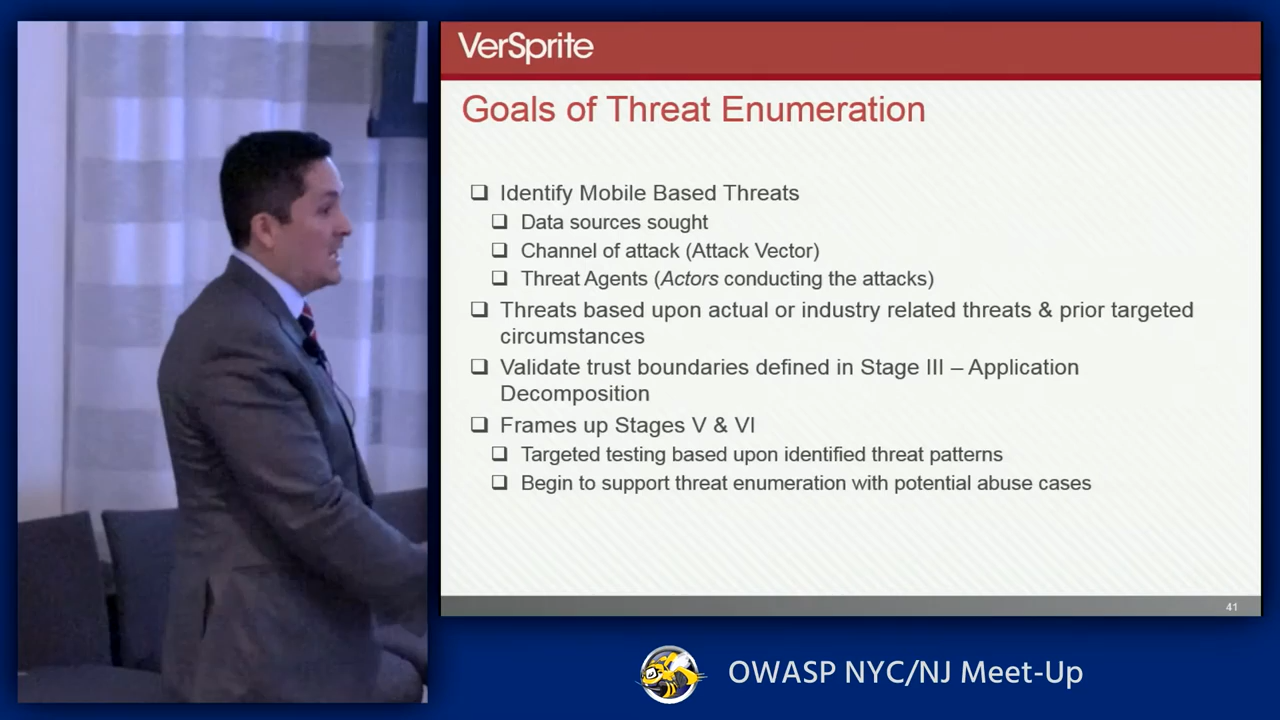 VerSprite
Goals of Threat Enumeration
❑ Identify Mobile Based Threats
❑ Data sources sought
❑ Channel of attack (Attack Vector)
❑ Threat Agents (Actors conducting the attacks)
❑ Threats based upon actual or industry related threats & prior targeted
circumstances
❑ Validate trust boundaries defined in Stage III – Application
Decomposition
❑ Frames up Stages V & VI
❑ Targeted testing based upon identified threat patterns
❑ Begin to support threat enumeration with potential abuse cases
41
OWASP NYC/NJ Meet-Up